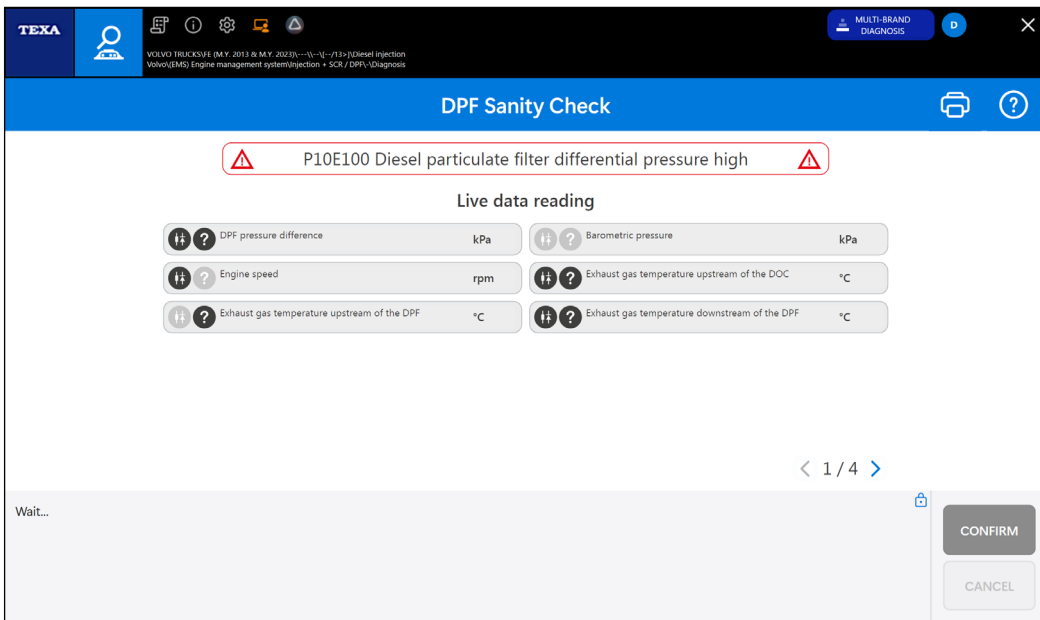 TEXA
MULTI-BRAND
DIAGNOSIS
D
VOLVO TRUCKS\FE (M.Y. 2013 & M.Y. 2023)\---\\--\[--/13>]\Diesel injection
Volvo\(EMS) Engine management system\Injection + SCR / DPF\-\Diagnosis
DPF Sanity Check
P10E100 Diesel particulate filter differential pressure high
Live data reading
DPF pressure difference kPa
Barometric pressure kPa
Engine speed rpm
Exhaust gas temperature upstream of the DOC °C
Exhaust gas temperature upstream of the DPF °C
Exhaust gas temperature downstream of the DPF °C
1 / 4
Wait...
CONFIRM
CANCEL